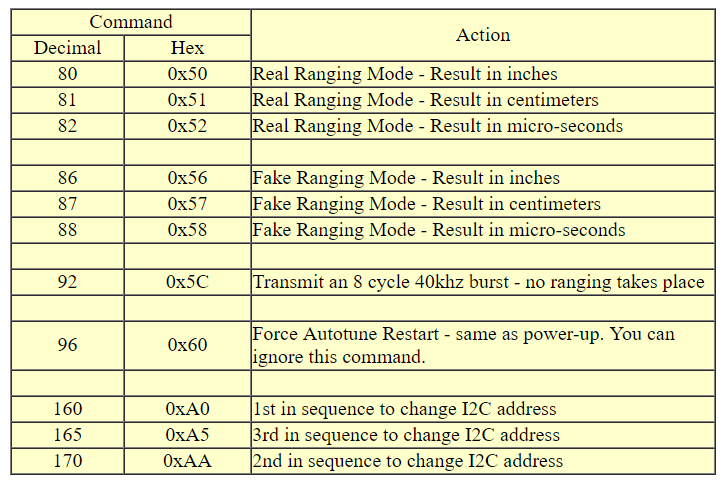 Command
Action
Decimal Hex
80 0x50 Real Ranging Mode - Result in inches
81 0x51 Real Ranging Mode - Result in centimeters
82 0x52 Real Ranging Mode - Result in micro-seconds
86 0x56 Fake Ranging Mode - Result in inches
87 0x57 Fake Ranging Mode - Result in centimeters
88 0x58 Fake Ranging Mode - Result in micro-seconds
92 0x5C Transmit an 8 cycle 40khz burst - no ranging takes place
96 0x60 Force Autotune Restart - same as power-up. You can
ignore this command.
160 0xA0 1st in sequence to change I2C address
165 0xA5 3rd in sequence to change I2C address
170 0xAA 2nd in sequence to change I2C address